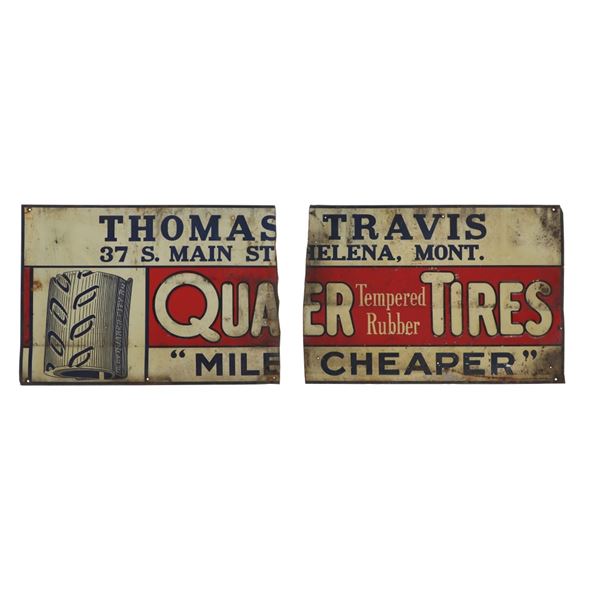 THOMAS TRAVIS
37 S. MAIN ST HELENA, MONT.
QUA ER Tempered Rubber TIRES
"MILE CHEAPER"